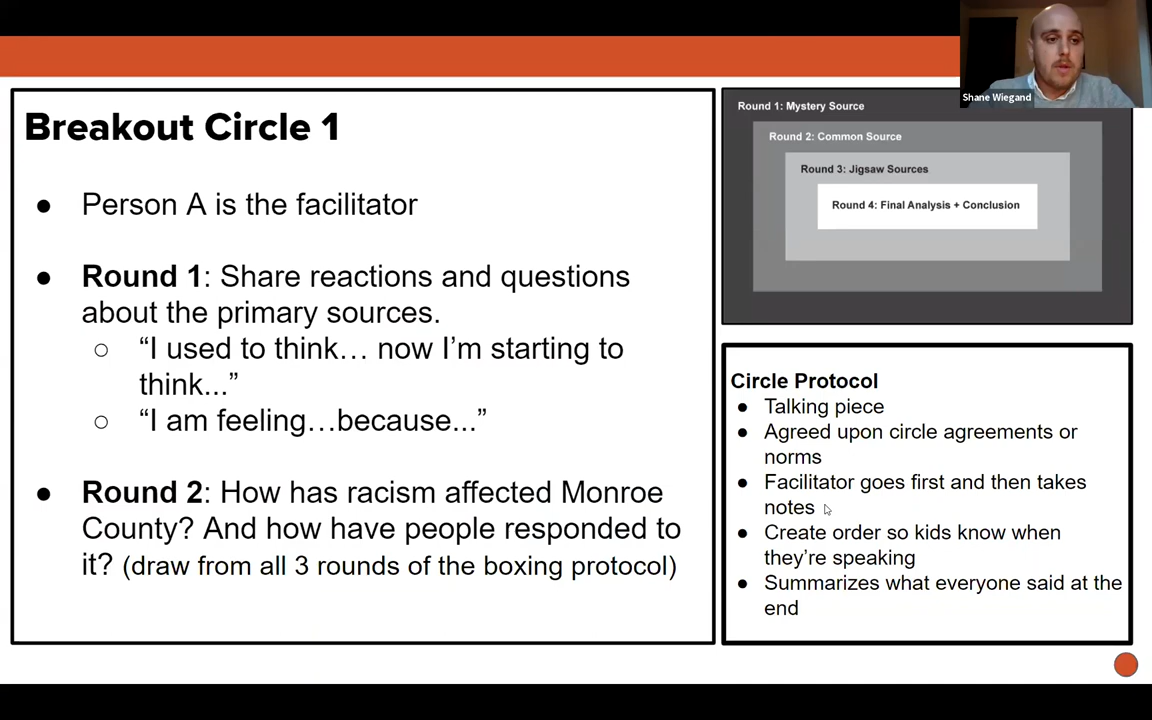 Shane Wiegand
Breakout Circle 1
● Person A is the facilitator
● Round 1: Share reactions and questions
about the primary sources.
○ “I used to think… now I’m starting to
think...”
○ “I am feeling…because...”
● Round 2: How has racism affected Monroe
County? And how have people responded to
it? (draw from all 3 rounds of the boxing protocol)
Round 1: Mystery Source
Round 2: Common Source
Round 3: Jigsaw Sources
Round 4: Final Analysis + Conclusion
Circle Protocol
● Talking piece
● Agreed upon circle agreements or
norms
● Facilitator goes first and then takes
notes
● Create order so kids know when
they’re speaking
● Summarizes what everyone said at the
end